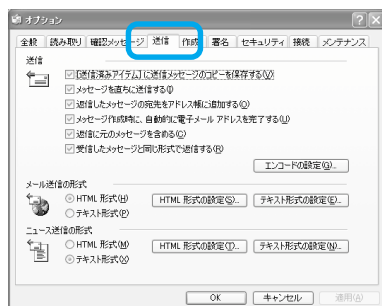 オプション
全般 読み取り 確認メッセージ 送信 作成 署名 セキュリティ 接続 メンテナンス
送信
[送信済みアイテム]に送信メッセージのコピーを保存する(V)
メッセージを直ちに送信する(I)
返信したメッセージの宛先をアドレス帳に追加する(O)
メッセージ作成時に、自動的に電子メール アドレスを完了する(U)
返信に元のメッセージを含める(C)
受信したメッセージと同じ形式で返信する(R)
エンコードの設定(G)...
メール送信の形式
HTML 形式(H) HTML 形式の設定(S)... テキスト形式の設定(E)...
テキスト形式(P)
ニュース送信の形式
HTML 形式(M) HTML 形式の設定(T)... テキスト形式の設定(N)...
テキスト形式(X)
OK キャンセル 適用(A)